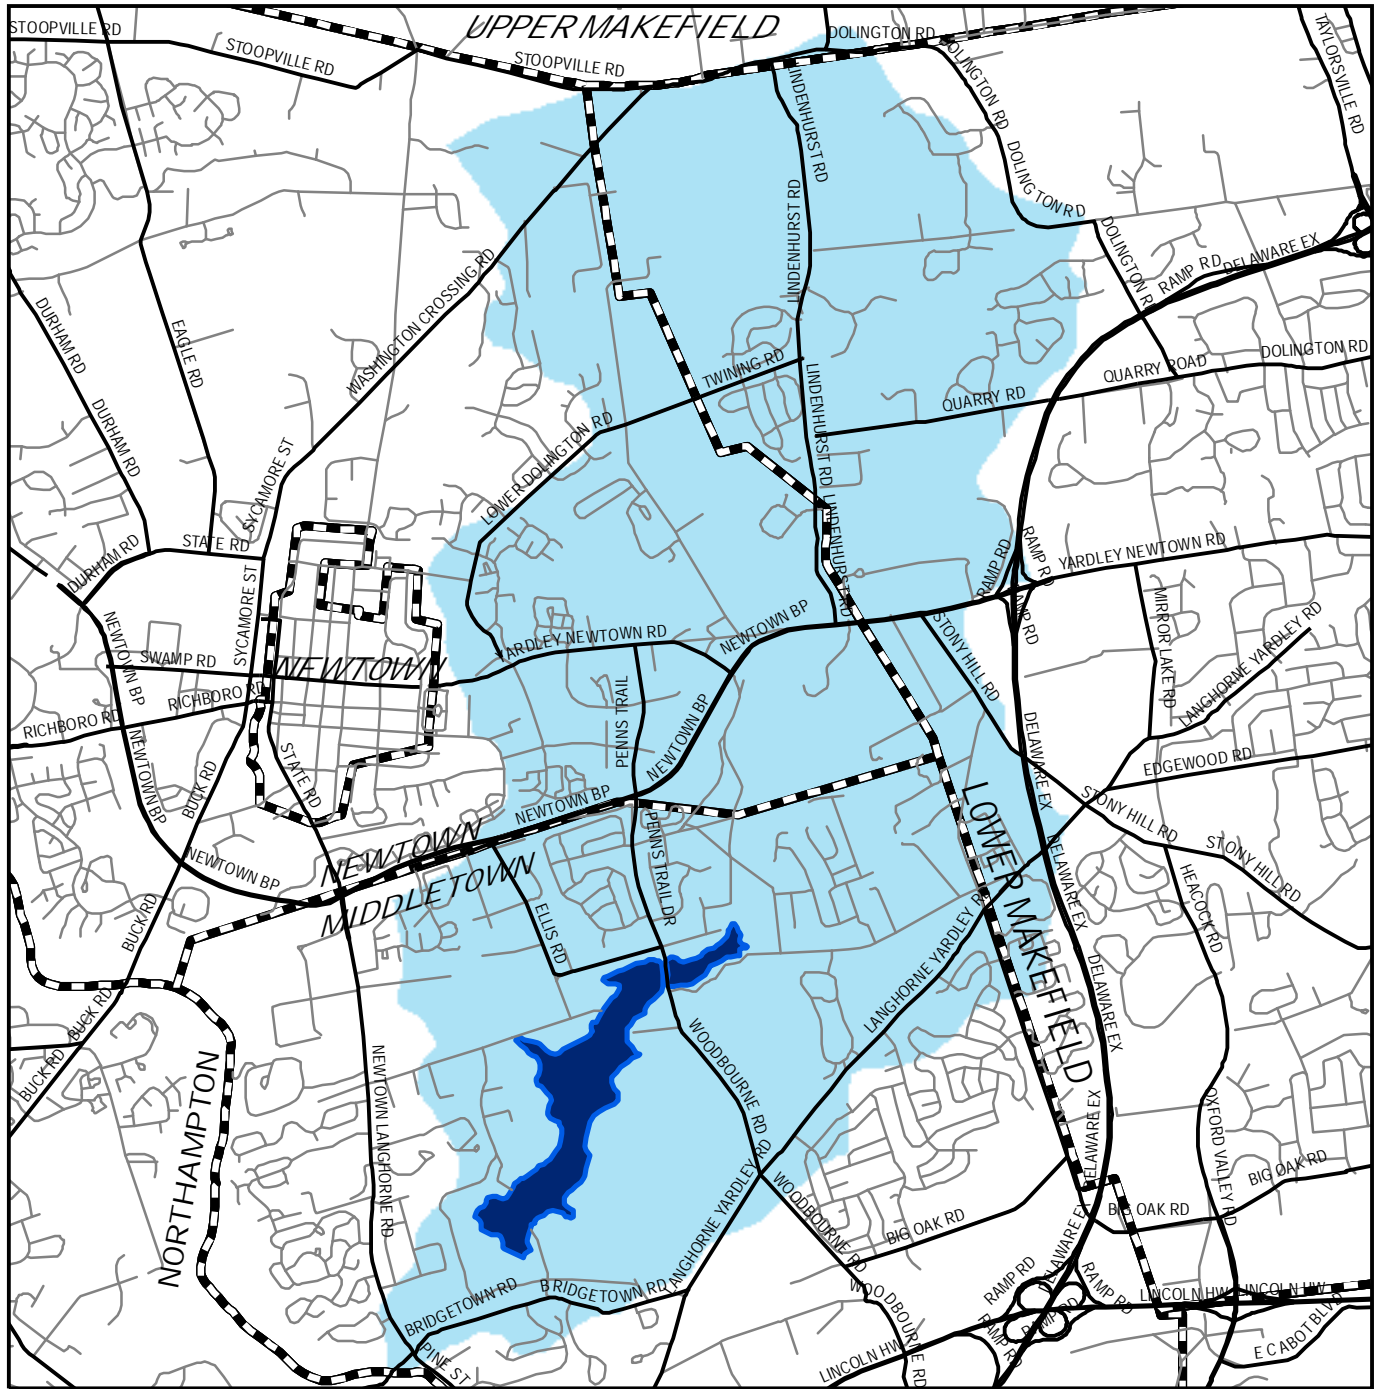 UPPER MAKEFIELD
STOOPVILLE RD
STOOPVILLE RD
STOOPVILLE RD
DOLINGTON RD
DOLINGTON RD
TAYLORSVILLE RD
LINDENHURST RD
DOLINGTON RD
LINDENHURST RD
DOLINGTON RD
RAMP RD
DELAWARE EX
WASHINGTON CROSSING RD
DURHAM RD
EAGLE RD
TWINING RD
QUARRY ROAD
DOLINGTON RD
QUARRY RD
LINDENHURST RD
DURHAM RD
LOWER DOLINGTON RD
SYCAMORE ST
STATE RD
DURHAM RD
LINDENHURST RD
RAMP RD
RAMP RD
YARDLEY NEWTOWN RD
RAMP RD
SYCAMORE ST
NEWTOWN BP
SWAMP RD
NEWTOWN
YARDLEY NEWTOWN RD
NEWTOWN BP
STONY HILL RD
MIRROR LAKE RD
LANGHORNE YARDLEY RD
RICHBORO RD
RICHBORO RD
PENNS TRAIL
NEWTOWN BP
NEWTOWN BP
BUCK RD
STATE RD
DELAWARE EX
EDGEWOOD RD
NEWTOWN BP
STONY HILL RD
STONY HILL RD
NEWTOWN
MIDDLETOWN
PENNS TRAIL DR
LOWER MAKEFIELD
DELAWARE EX
NEWTOWN BP
HEACOCK RD
BUCK RD
ELLIS RD
LANGHORNE YARDLEY RD
DELAWARE EX
BUCK RD
BUCK RD
NORTHAMPTON
NEWTOWN LANGHORNE RD
WOODBOURNE RD
DELAWARE EX
OXFORD VALLEY RD
LANGHORNE YARDLEY RD
WOODBOURNE RD
BIG OAK RD
BIG OAK RD
BIG OAK RD
DELAWARE EX
RAMP RD
RAMP RD
RAMP RD
RAMP RD
BRIDGETOWN RD
BRIDGETOWN RD
WOODBOURNE RD
LINCOLN HW
LINCOLN HW
LINCOLN HW
E CABOT BLVD
PINE ST